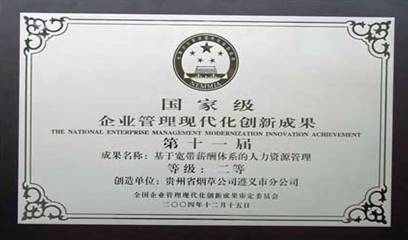 NEMMIA
国家级
企业管理现代化创新成果
THE NATIONAL ENTERPRISE MANAGEMENT MODERNIZATION INNOVATION ACHIEVEMENT
第十一届
成果名称：基于宽带薪酬体系的人力资源管理
等级：二等
创造单位：贵州省烟草公司遵义市分公司
全国企业管理现代化创新成果审定委员会
二〇〇四年十二月十五日